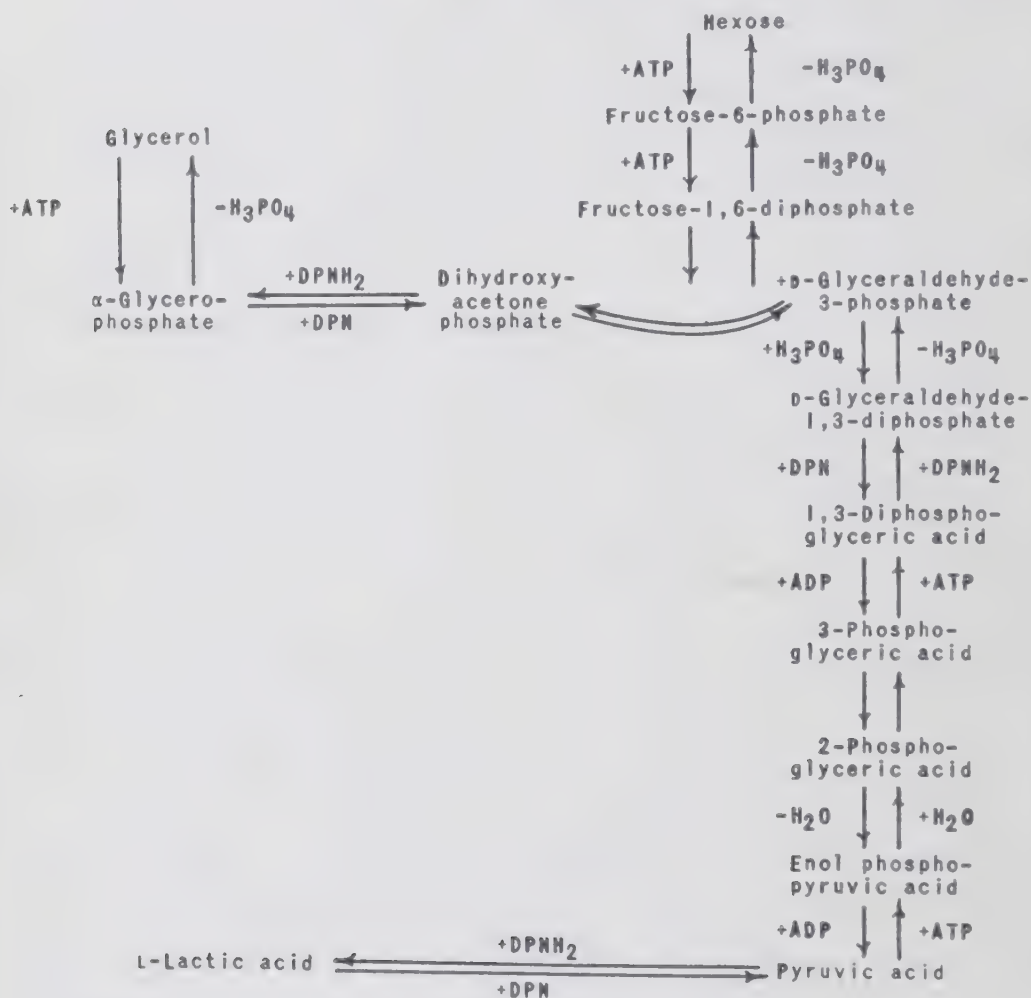 Hexose
+ATP -H₃PO₄
Fructose-6-phosphate
Glycerol
+ATP -H₃PO₄
+ATP -H₃PO₄
Fructose-1,6-diphosphate
+DPNH₂
α-Glycero-
phosphate
+DPN
Dihydroxy-
acetone
phosphate
+D-Glyceraldehyde-
3-phosphate
+H₃PO₄ -H₃PO₄
D-Glyceraldehyde-
1,3-diphosphate
+DPN +DPNH₂
1,3-Diphospho-
glyceric acid
+ADP +ATP
3-Phospho-
glyceric acid
2-Phospho-
glyceric acid
-H₂O +H₂O
Enol phospho-
pyruvic acid
+ADP +ATP
+DPNH₂
L-Lactic acid Pyruvic acid
+DPN